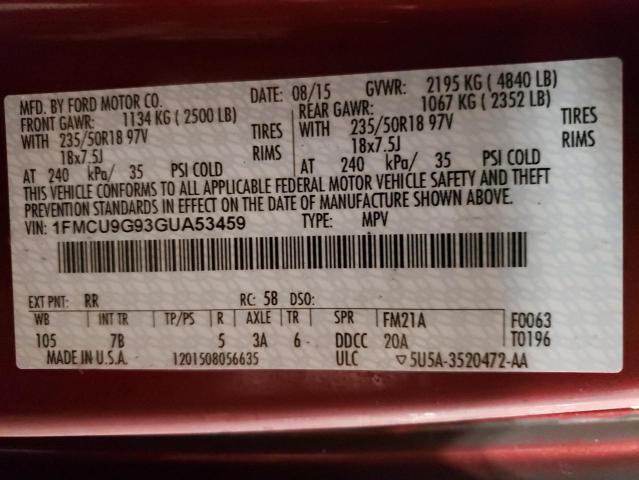 MFD. BY FORD MOTOR CO. DATE: 08/15 GVWR: 2195 KG ( 4840 LB)
FRONT GAWR: 1134 KG ( 2500 LB) REAR GAWR: 1067 KG ( 2352 LB)
WITH 235/50R18 97V TIRES WITH 235/50R18 97V TIRES
18x7.5J RIMS 18x7.5J RIMS
AT 240 kPa/ 35 PSI COLD AT 240 kPa/ 35 PSI COLD
THIS VEHICLE CONFORMS TO ALL APPLICABLE FEDERAL MOTOR VEHICLE SAFETY AND THEFT
PREVENTION STANDARDS IN EFFECT ON THE DATE OF MANUFACTURE SHOWN ABOVE.
VIN: 1FMCU9G93GUA53459 TYPE: MPV
EXT PNT: RR RC: 58 DSO:
WB INT TR TP/PS R AXLE TR SPR FM21A F0063
105 7B 5 3A 6 DDCC 20A T0196
MADE IN U.S.A. 1201508056635 ULC ▽5U5A-3520472-AA